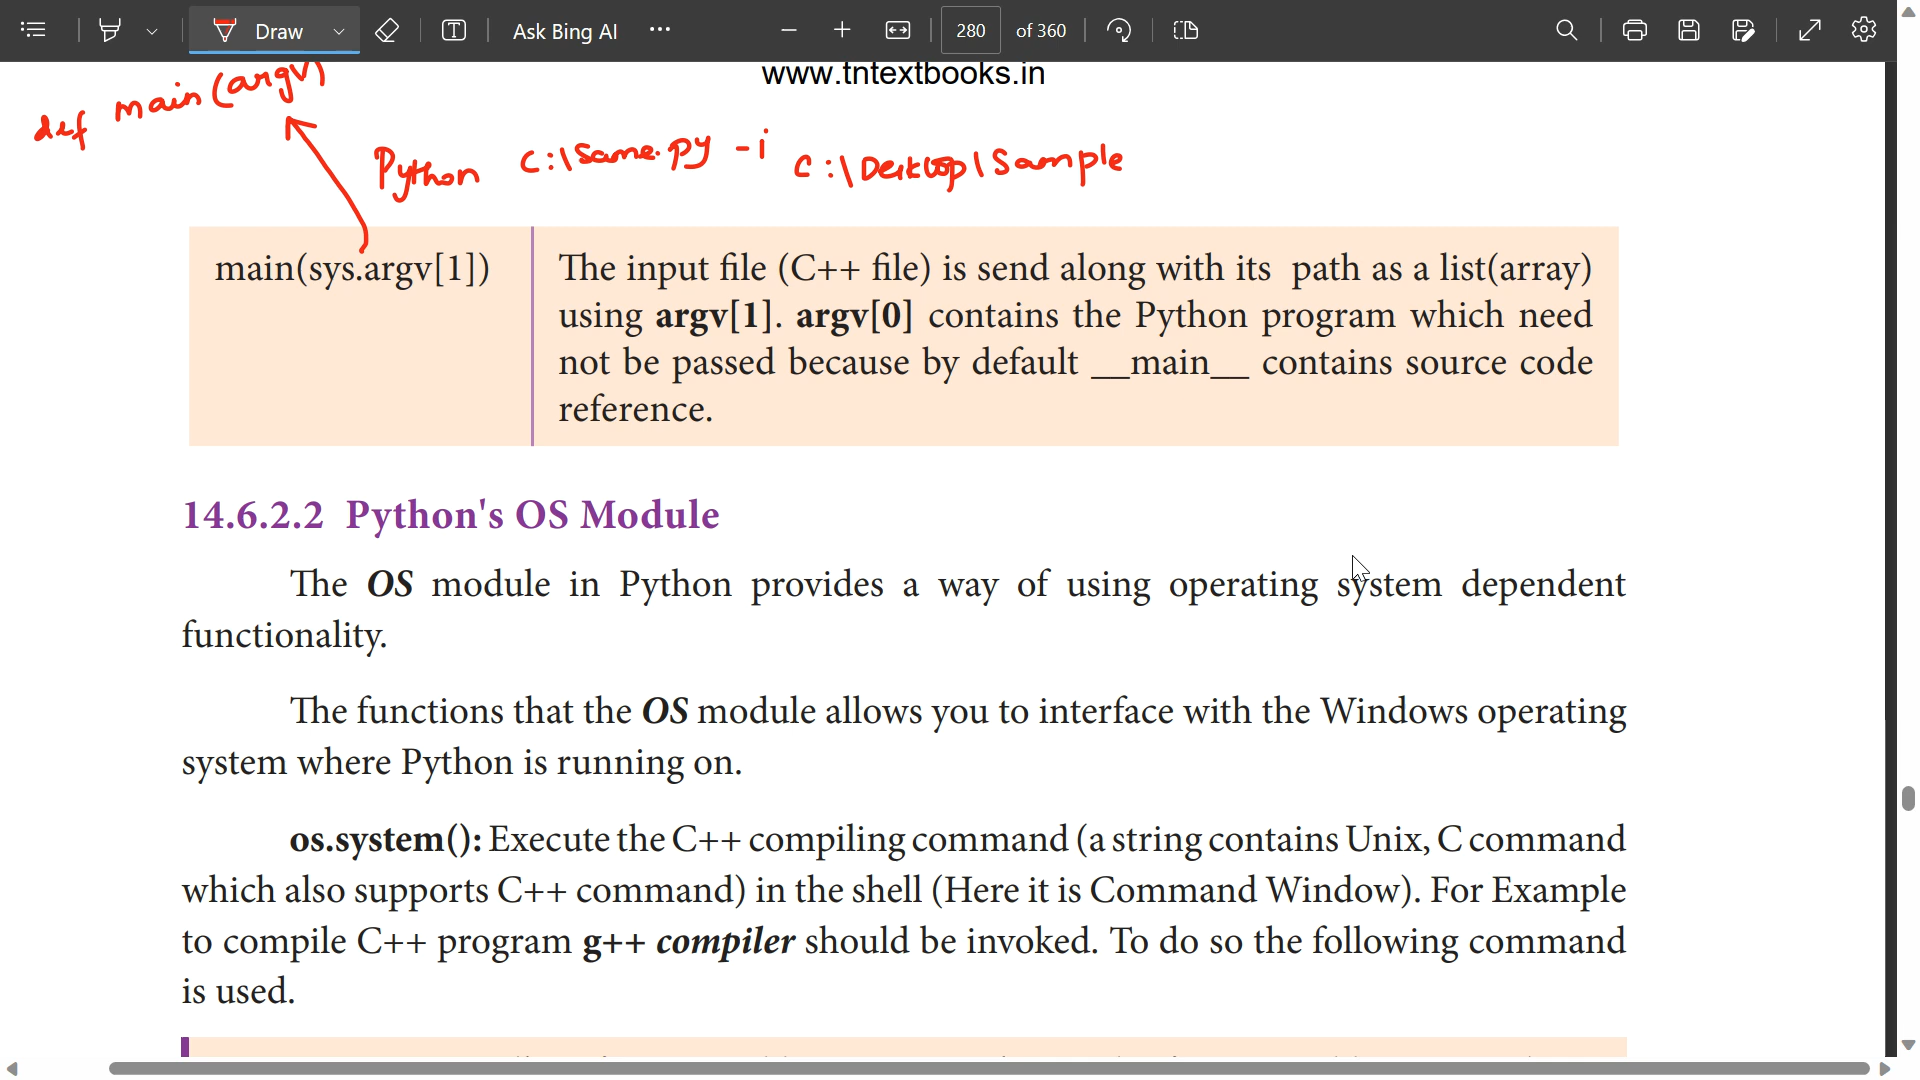 Draw
Ask Bing AI
280 of 360
www.tntextbooks.in
def main(argv)
Python C:\Same.py -i C:\Desktop\Sample
main(sys.argv[1])
The input file (C++ file) is send along with its path as a list(array)
using argv[1]. argv[0] contains the Python program which need
not be passed because by default __main__ contains source code
reference.
14.6.2.2 Python's OS Module
The OS module in Python provides a way of using operating system dependent
functionality.
The functions that the OS module allows you to interface with the Windows operating
system where Python is running on.
os.system(): Execute the C++ compiling command (a string contains Unix, C command
which also supports C++ command) in the shell (Here it is Command Window). For Example
to compile C++ program g++ compiler should be invoked. To do so the following command
is used.